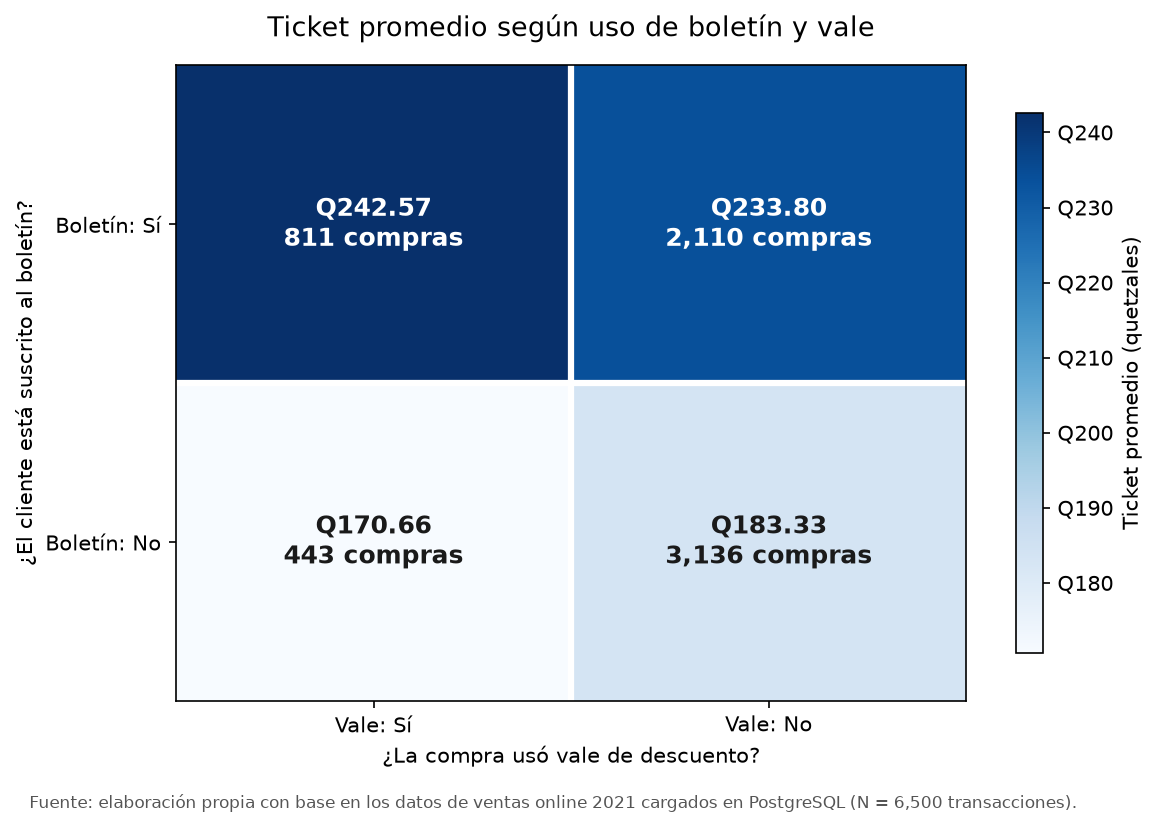 Ticket promedio según uso de boletín y vale
¿El cliente está suscrito al boletín?
Boletín: Sí
Boletín: No
Q242.57
811 compras
Q233.80
2,110 compras
Q170.66
443 compras
Q183.33
3,136 compras
Vale: Sí
Vale: No
¿La compra usó vale de descuento?
Q240
Q230
Q220
Q210
Q200
Q190
Q180
Ticket promedio (quetzales)
Fuente: elaboración propia con base en los datos de ventas online 2021 cargados en PostgreSQL (N = 6,500 transacciones).